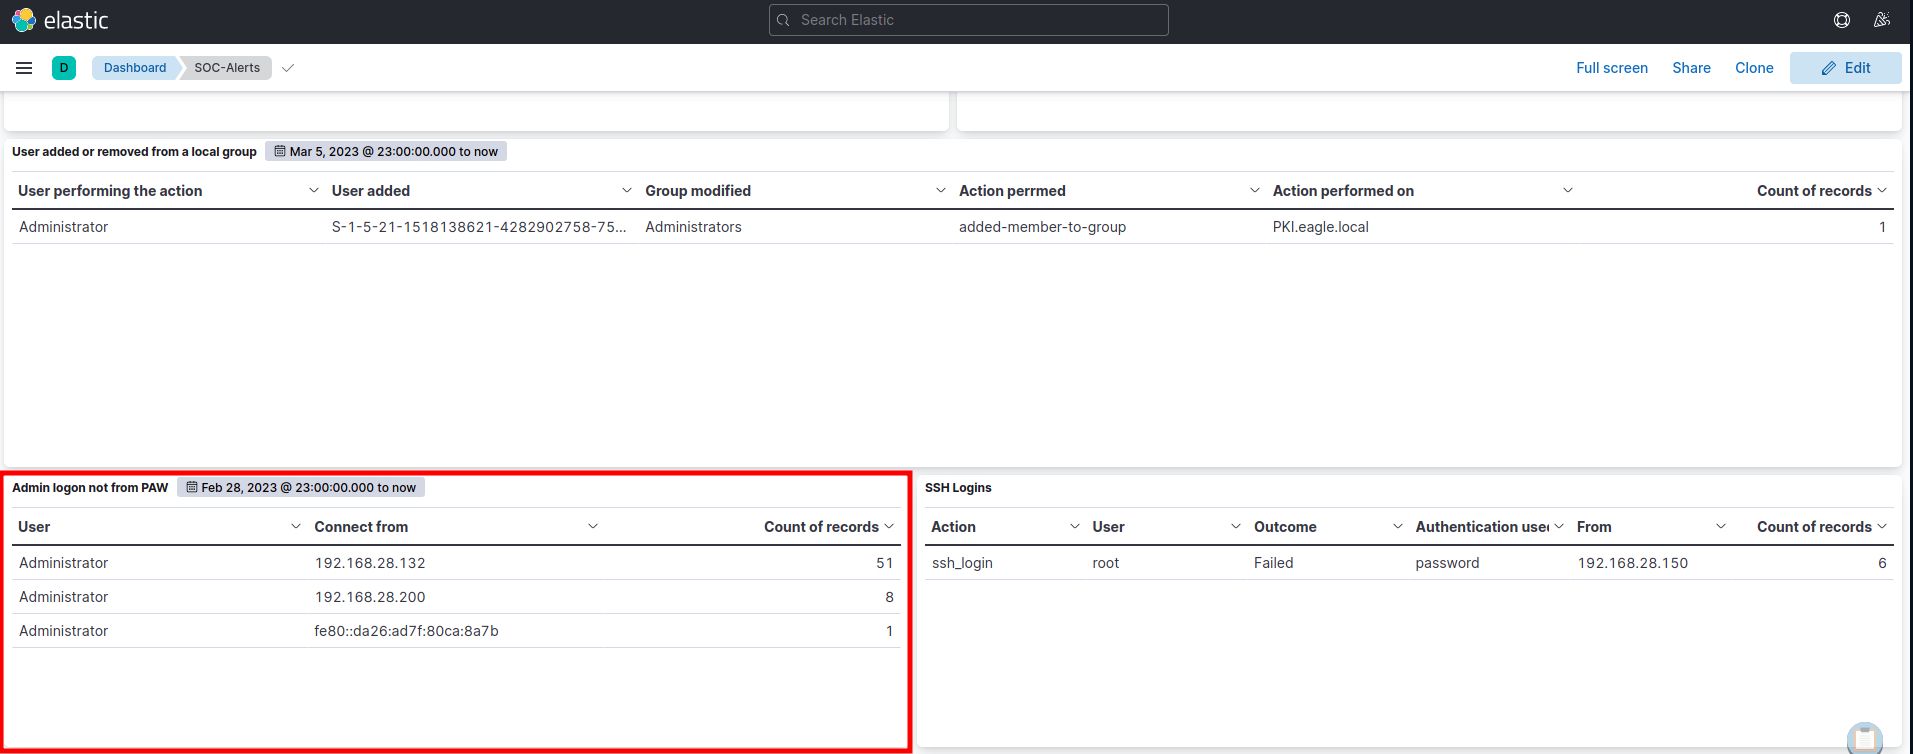 elastic
Search Elastic
D
Dashboard
SOC-Alerts
Full screen
Share
Clone
Edit
User added or removed from a local group
Mar 5, 2023 @ 23:00:00.000 to now
User performing the action User added Group modified Action perrmed Action performed on Count of records
Administrator S-1-5-21-1518138621-4282902758-75... Administrators added-member-to-group PKI.eagle.local 1
Admin logon not from PAW
Feb 28, 2023 @ 23:00:00.000 to now
User Connect from Count of records
Administrator 192.168.28.132 51
Administrator 192.168.28.200 8
Administrator fe80::da26:ad7f:80ca:8a7b 1
SSH Logins
Action User Outcome Authentication used From Count of records
ssh_login root Failed password 192.168.28.150 6